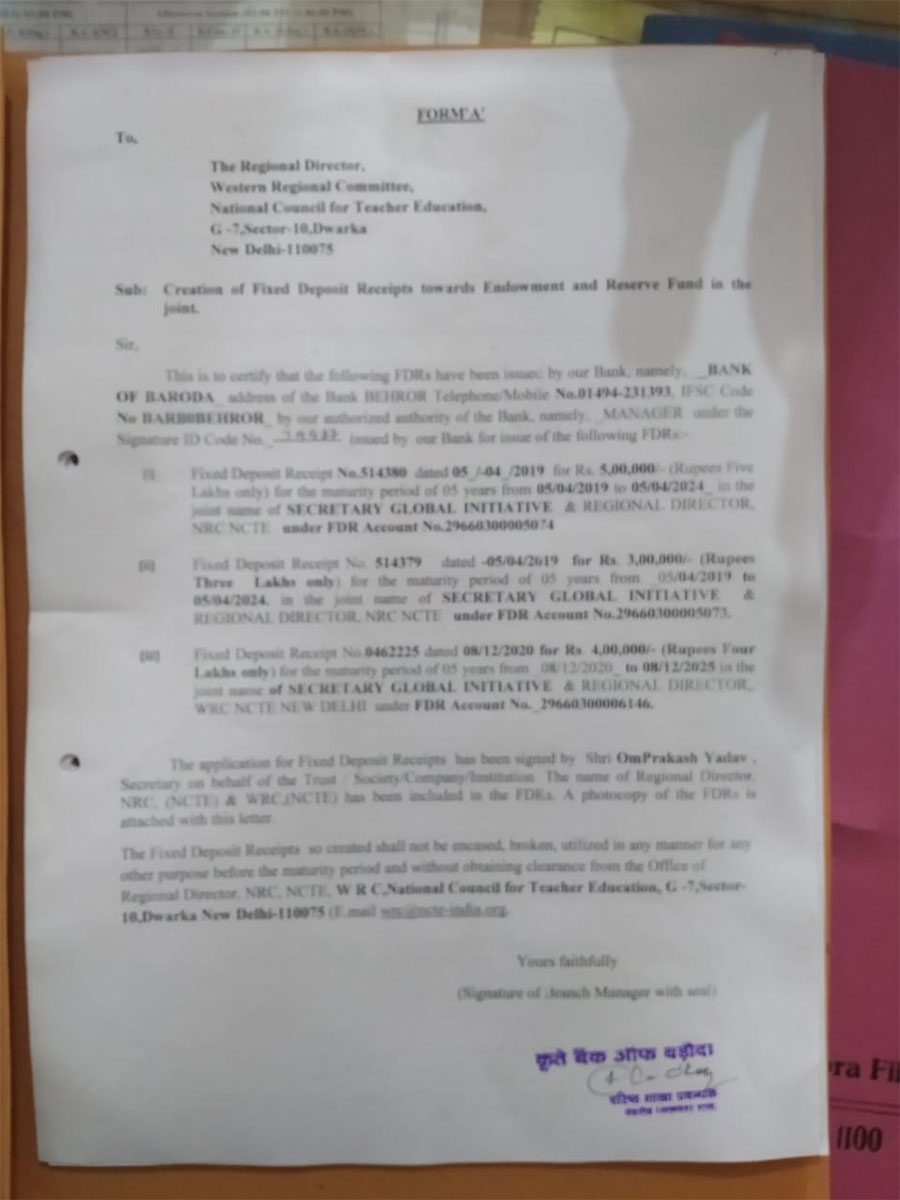 FORM'A'
To,
The Regional Director,
Western Regional Committee,
National Council for Teacher Education,
G -7,Sector-10,Dwarka
New Delhi-110075
Sub: Creation of Fixed Deposit Receipts towards Endowment and Reserve Fund in the
joint.
Sir,
This is to certify that the following FDRs have been issued by our Bank, namely. _BANK
OF BARODA_ address of the Bank BEHROR Telephone/Mobile No.01494-231393, IFSC Code
No BARB0BEHROR_ by our authorized authority of the Bank, namely. _MANAGER under the
Signature ID Code No. issued by our Bank for issue of the following FDRs:-
(i) Fixed Deposit Receipt No.514380 dated 05_/-04_/2019 for Rs. 5,00,000/- (Rupees Five
Lakhs only) for the maturity period of 05 years from 05/04/2019 to 05/04/2024_ in the
joint name of SECRETARY GLOBAL INITIATIVE & REGIONAL DIRECTOR,
NRC NCTE under FDR Account No.29660300005074
(ii) Fixed Deposit Receipt No. 514379 dated -05/04/2019 for Rs. 3,00,000/- (Rupees
Three Lakhs only) for the maturity period of 05 years from _05/04/2019 to
05/04/2024, in the joint name of SECRETARY GLOBAL INITIATIVE &
REGIONAL DIRECTOR, NRC NCTE under FDR Account No.29660300005073,
(iii) Fixed Deposit Receipt No.0462225 dated 08/12/2020 for Rs. 4,00,000/- (Rupees Four
Lakhs only) for the maturity period of 05 years from 08/12/2020_ to 08/12/2025 in the
joint name of SECRETARY GLOBAL INITIATIVE & REGIONAL DIRECTOR,
WRC NCTE NEW DELHI under FDR Account No._29660300006146.
The application for Fixed Deposit Receipts has been signed by Shri OmPrakash Yadav ,
Secretary on behalf of the Trust / Society/Company/Institution. The name of Regional Director,
NRC, (NCTE) & WRC,(NCTE) has been included in the FDRs. A photocopy of the FDRs is
attached with this letter.
The Fixed Deposit Receipts so created shall not be encased, broken, utilized in any manner for any
other purpose before the maturity period and without obtaining clearance from the Office of
Regional Director, NRC, NCTE, W R C,National Council for Teacher Education, G -7,Sector-
10,Dwarka New Delhi-110075 (E.mail wrc@ncte-india.org.
Yours faithfully
(Signature of Branch Manager with seal)
कृते बैंक ऑफ बड़ौदा
वरिष्ठ शाखा प्रबन्धक
ora Fil
1100